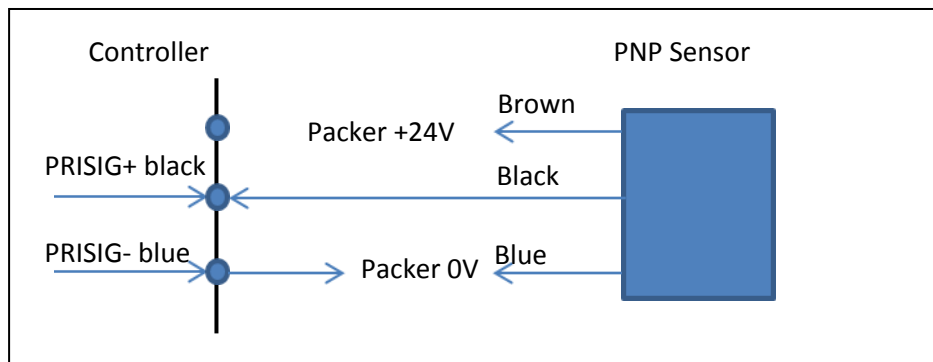 Controller
PNP Sensor
Brown
Packer +24V
PRISIG+ black
Black
PRISIG- blue
Packer 0V
Blue